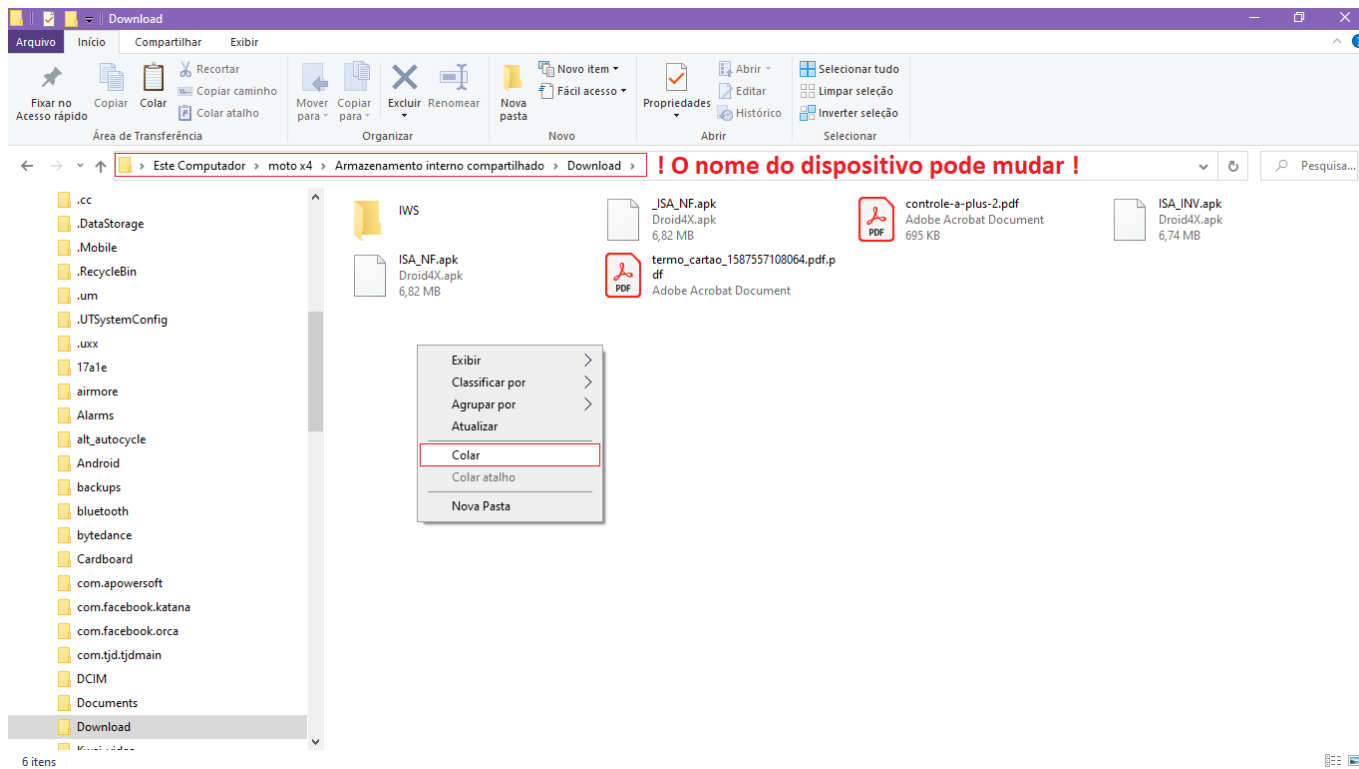 Download
Arquivo Início Compartilhar Exibir
Fixar no
Acesso rápido
Copiar
Colar
Recortar
Copiar caminho
Colar atalho
Área de Transferência
Mover
para
Copiar
para
Excluir
Renomear
Organizar
Nova
pasta
Novo item
Fácil acesso
Novo
Propriedades
Abrir
Editar
Histórico
Abrir
Selecionar tudo
Limpar seleção
Inverter seleção
Selecionar
Este Computador > moto x4 > Armazenamento interno compartilhado > Download >
! O nome do dispositivo pode mudar !
Pesquisa...
.cc
.DataStorage
.Mobile
.RecycleBin
.um
.UTSystemConfig
.uxx
17a1e
airmore
Alarms
alt_autocycle
Android
backups
bluetooth
bytedance
Cardboard
com.apowersoft
com.facebook.katana
com.facebook.orca
com.tjd.tjdmain
DCIM
Documents
Download
IWS
_ISA_NF.apk
Droid4X.apk
6,82 MB
controle-a-plus-2.pdf
Adobe Acrobat Document
695 KB
ISA_INV.apk
Droid4X.apk
6,74 MB
ISA_NF.apk
Droid4X.apk
6,82 MB
termo_cartao_1587557108064.pdf.p
df
Adobe Acrobat Document
PDF
PDF
Exibir
Classificar por
Agrupar por
Atualizar
Colar
Colar atalho
Nova Pasta
6 itens